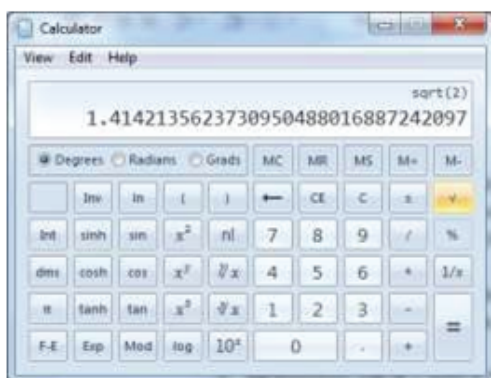 Calculator
View Edit Help
sqrt(2)
1.4142135623730950488016887242097
Degrees Radians Grads MC MR MS M+ M-
Inv ln ( ) ← CE C ± √
Int sinh sin x² n! 7 8 9 / %
dms cosh cos xʸ ʸ√x 4 5 6 * 1/x
π tanh tan x³ ³√x 1 2 3 - =
F-E Exp Mod log 10ˣ 0 . +